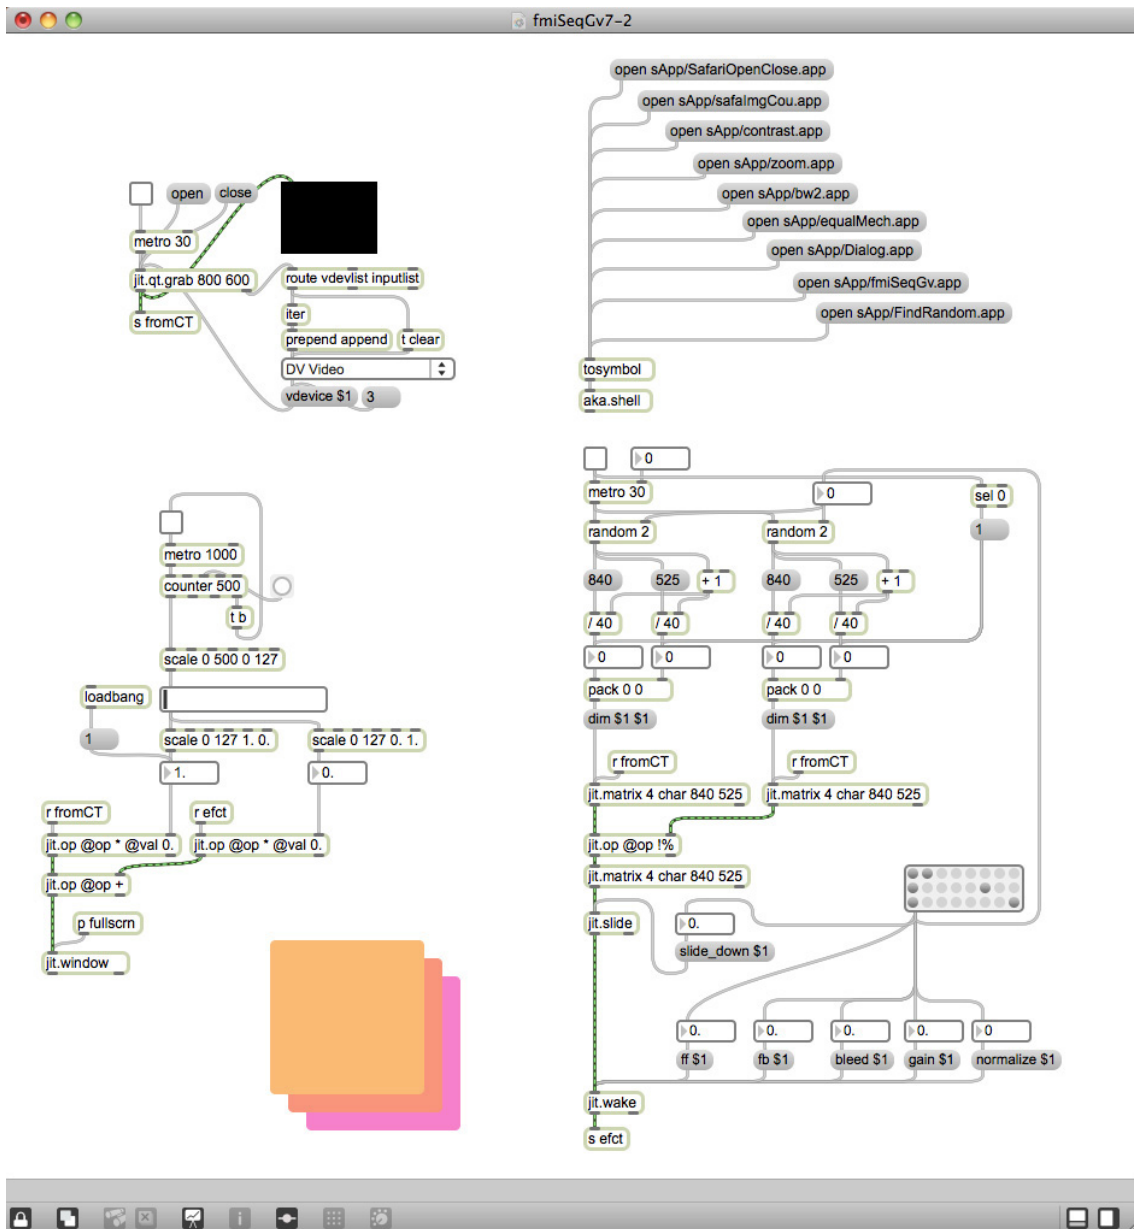 fmiSeqGv7-2
open sApp/SafariOpenClose.app
open sApp/safaImgCou.app
open sApp/contrast.app
open sApp/zoom.app
open sApp/bw2.app
open sApp/equalMech.app
open sApp/Dialog.app
open sApp/fmiSeqGv.app
open sApp/FindRandom.app
tosymbol
aka.shell
open close
metro 30
jit.qt.grab 800 600
s fromCT
route vdevlist inputlist
iter
prepend append t clear
DV Video
vdevice $1 3
metro 1000
counter 500
t b
scale 0 500 0 127
loadbang
1
scale 0 127 1. 0. scale 0 127 0. 1.
1. 0.
r fromCT r efct
jit.op @op * @val 0. jit.op @op * @val 0.
jit.op @op +
p fullscrn
jit.window
0
metro 30
0
sel 0
random 2 random 2
1
840 525 + 1 840 525 + 1
/ 40 / 40 / 40 / 40
0 0 0 0
pack 0 0 pack 0 0
dim $1 $1 dim $1 $1
r fromCT r fromCT
jit.matrix 4 char 840 525 jit.matrix 4 char 840 525
jit.op @op !%
jit.matrix 4 char 840 525
jit.slide
0.
slide_down $1
0. 0. 0. 0. 0
ff $1 fb $1 bleed $1 gain $1 normalize $1
jit.wake
s efct